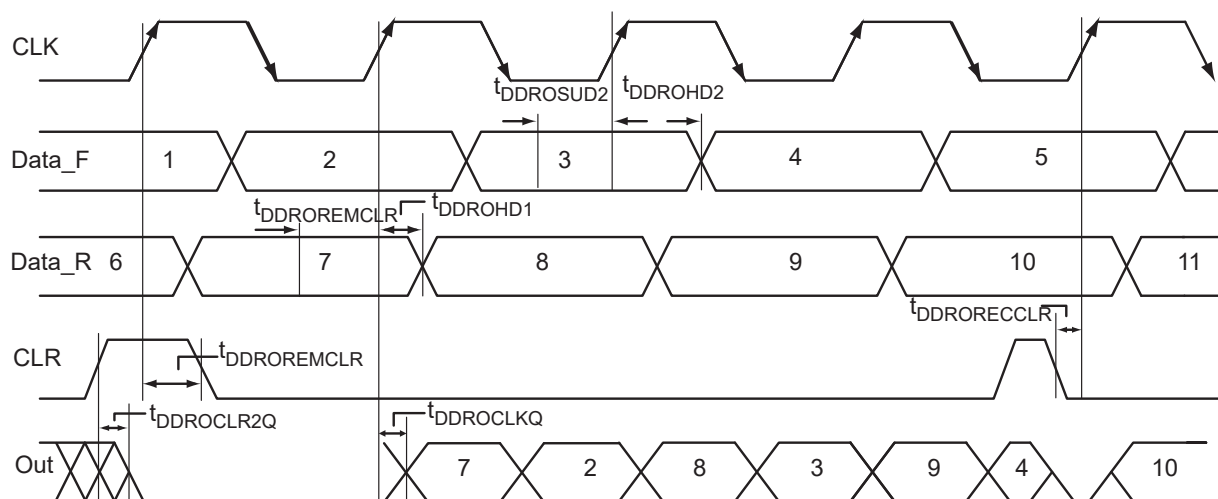 CLK
tDDROSUD2 tDDROHD2
Data_F 1 2 3 4 5
tDDROREMCLR tDDROHD1
Data_R 6 7 8 9 10 11
tDDRORECCLR
CLR
tDDROREMCLR
tDDROCLR2Q tDDROCLKQ
Out 7 2 8 3 9 4 10